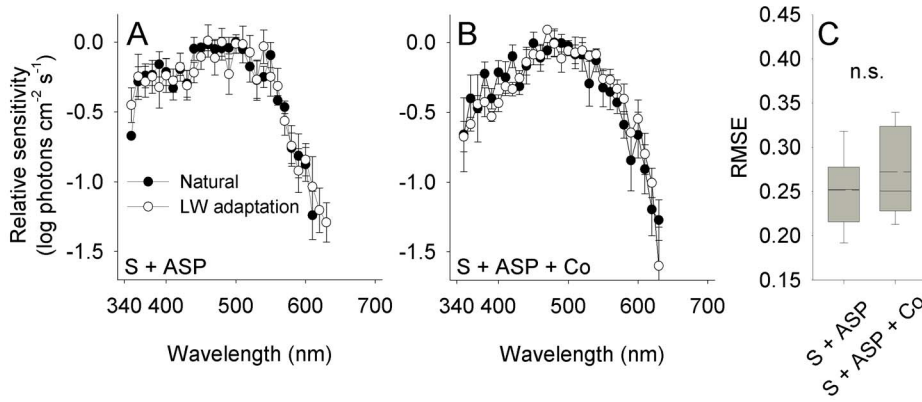 A
B
C
Relative sensitivity
(log photons cm⁻² s⁻¹)
0.0
-0.5
-1.0
-1.5
Natural
LW adaptation
S + ASP
340 400 500 600 700
Wavelength (nm)
0.0
-0.5
-1.0
-1.5
S + ASP + Co
340 400 500 600 700
Wavelength (nm)
RMSE
0.45
0.40
0.35
0.30
0.25
0.20
0.15
n.s.
S + ASP
S + ASP + Co